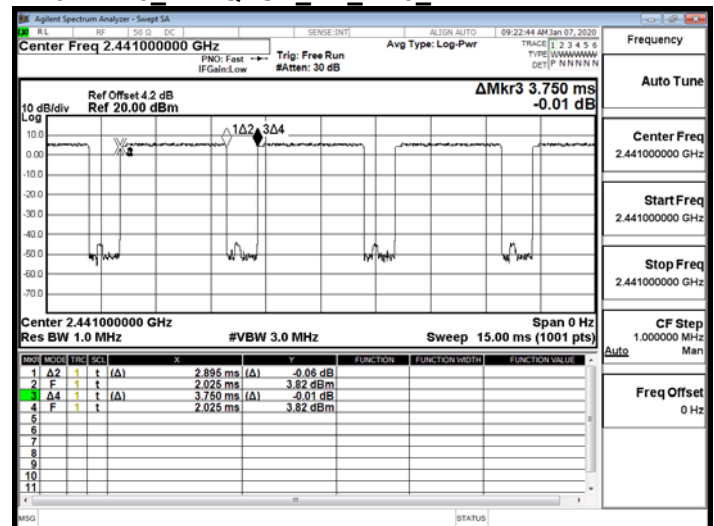 Agilent Spectrum Analyzer - Swept SA
RL RF 50 Ω DC SENSE:INT ALIGN AUTO 09:22:44 AM Jan 07, 2020
Center Freq 2.441000000 GHz
PNO: Fast
IFGain:Low
Trig: Free Run
#Atten: 30 dB
Avg Type: Log-Pwr
TRACE 1 2 3 4 5 6
TYPE WWWWWW
DET P N N N N N
Frequency
ΔMkr3 3.750 ms
-0.01 dB
Ref Offset 4.2 dB
Ref 20.00 dBm
10 dB/div
Log
10.0
0.00
-10.0
-20.0
-30.0
-40.0
-50.0
-60.0
-70.0
1Δ2 3Δ4
Center 2.441000000 GHz Span 0 Hz
Res BW 1.0 MHz #VBW 3.0 MHz Sweep 15.00 ms (1001 pts)
MKR MODE TRC SCL X Y FUNCTION FUNCTION WIDTH FUNCTION VALUE
1 Δ2 1 t (Δ) 2.895 ms (Δ) -0.06 dB
2 F 1 t 2.025 ms 3.82 dBm
3 Δ4 1 t (Δ) 3.750 ms (Δ) -0.01 dB
4 F 1 t 2.025 ms 3.82 dBm
5
6
7
8
9
10
11
MSG STATUS
Auto Tune
Center Freq
2.441000000 GHz
Start Freq
2.441000000 GHz
Stop Freq
2.441000000 GHz
CF Step
1.000000 MHz
Auto Man
Freq Offset
0 Hz